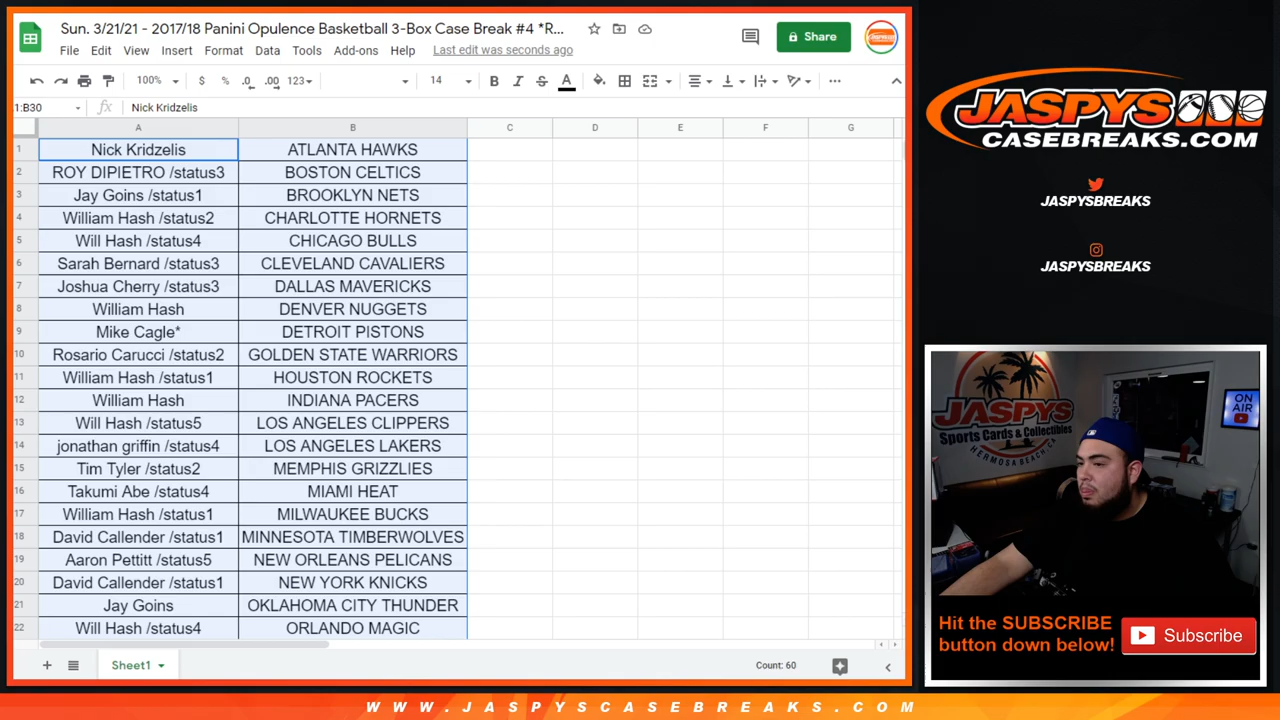 Sun. 3/21/21 - 2017/18 Panini Opulence Basketball 3-Box Case Break #4 *R...
File Edit View Insert Format Data Tools Add-ons Help Last edit was seconds ago
Share
100% $ % .0 .00 123 14 B I S A
1:B30 fx Nick Kridzelis
A B C D E F G
1 Nick Kridzelis ATLANTA HAWKS
2 ROY DIPIETRO /status3 BOSTON CELTICS
3 Jay Goins /status1 BROOKLYN NETS
4 William Hash /status2 CHARLOTTE HORNETS
5 Will Hash /status4 CHICAGO BULLS
6 Sarah Bernard /status3 CLEVELAND CAVALIERS
7 Joshua Cherry /status3 DALLAS MAVERICKS
8 William Hash DENVER NUGGETS
9 Mike Cagle* DETROIT PISTONS
10 Rosario Carucci /status2 GOLDEN STATE WARRIORS
11 William Hash /status1 HOUSTON ROCKETS
12 William Hash INDIANA PACERS
13 Will Hash /status5 LOS ANGELES CLIPPERS
14 jonathan griffin /status4 LOS ANGELES LAKERS
15 Tim Tyler /status2 MEMPHIS GRIZZLIES
16 Takumi Abe /status4 MIAMI HEAT
17 William Hash /status1 MILWAUKEE BUCKS
18 David Callender /status1 MINNESOTA TIMBERWOLVES
19 Aaron Pettitt /status5 NEW ORLEANS PELICANS
20 David Callender /status1 NEW YORK KNICKS
21 Jay Goins OKLAHOMA CITY THUNDER
22 Will Hash /status4 ORLANDO MAGIC
Sheet1 Count: 60
JASPYS
CASEBREAKS.COM
JASPYSBREAKS
JASPYSBREAKS
JASPYS
Sports Cards & Collectibles
HERMOSA BEACH, CA
ON AIR
Hit the SUBSCRIBE
button down below!
Subscribe
WWW.JASPYSCASEBREAKS.COM